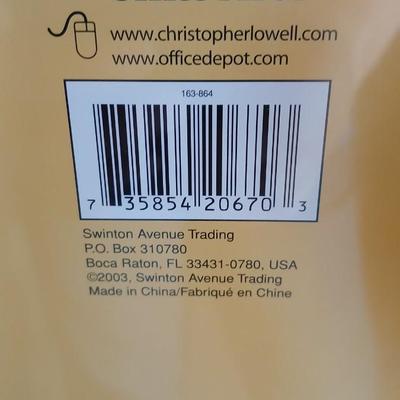 www.christopherlowell.com
www.officedepot.com
163-864
7 35854 20670 3
Swinton Avenue Trading
P.O. Box 310780
Boca Raton, FL 33431-0780, USA
©2003, Swinton Avenue Trading
Made in China/Fabriqué en Chine